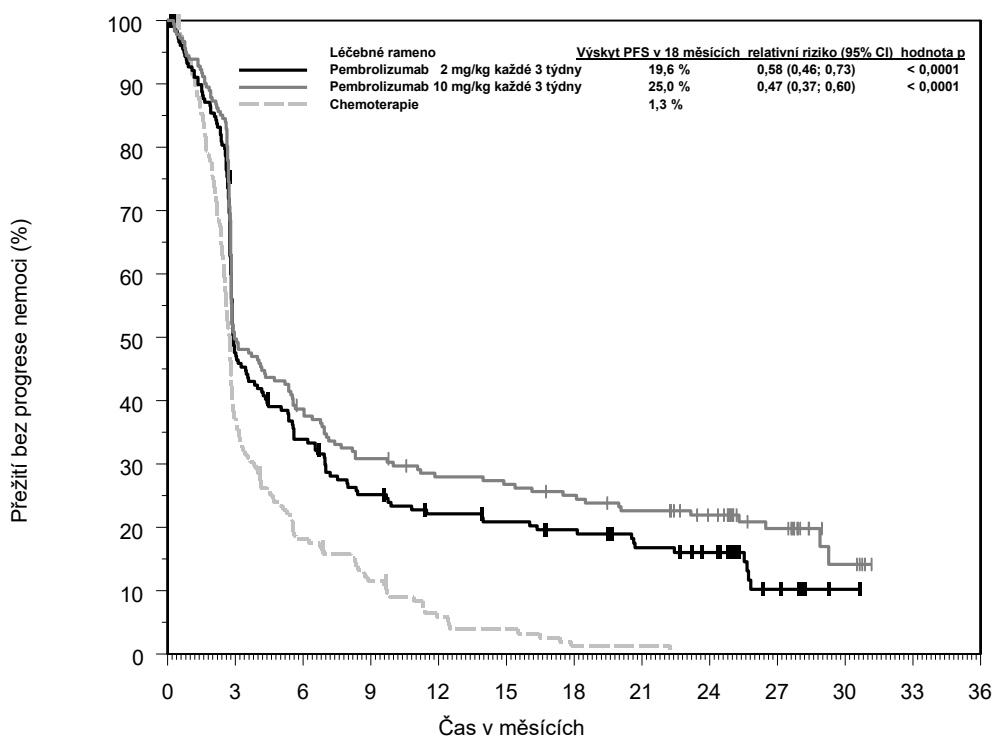 Léčebné rameno Výskyt PFS v 18 měsících relativní riziko (95% CI) hodnota p
Pembrolizumab 2 mg/kg každé 3 týdny 19,6 % 0,58 (0,46; 0,73) < 0,0001
Pembrolizumab 10 mg/kg každé 3 týdny 25,0 % 0,47 (0,37; 0,60) < 0,0001
Chemoterapie 1,3 %
Přežití bez progrese nemoci (%)
100
90
80
70
60
50
40
30
20
10
0
0 3 6 9 12 15 18 21 24 27 30 33 36
Čas v měsících